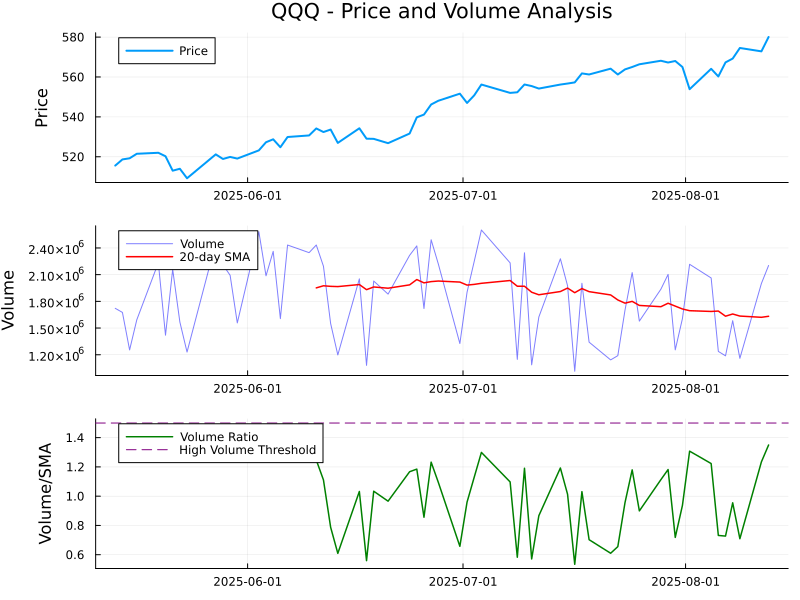 QQQ - Price and Volume Analysis
Price
580
560
540
520
Price
2025-06-01
2025-07-01
2025-08-01
Volume
20-day SMA
2.40×10⁶
2.10×10⁶
1.80×10⁶
1.50×10⁶
1.20×10⁶
Volume
2025-06-01
2025-07-01
2025-08-01
Volume Ratio
High Volume Threshold
1.4
1.2
1.0
0.8
0.6
Volume/SMA
2025-06-01
2025-07-01
2025-08-01